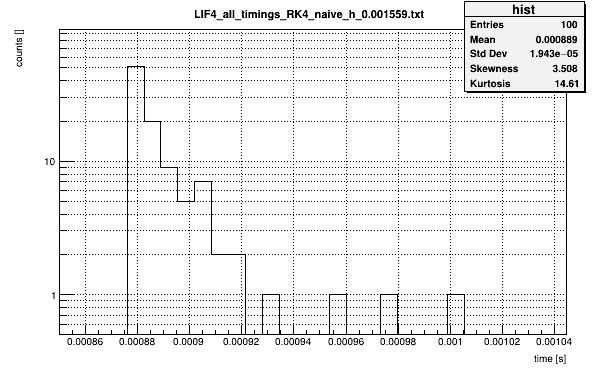 LIF4_all_timings_RK4_naive_h_0.001559.txt
hist
Entries 100
Mean 0.000889
Std Dev 1.943e−05
Skewness 3.508
Kurtosis 14.61
counts []
10
1
0.00086 0.00088 0.0009 0.00092 0.00094 0.00096 0.00098 0.001 0.00102 0.00104
time [s]